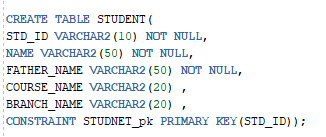 CREATE TABLE STUDENT(
STD_ID VARCHAR2(10) NOT NULL,
NAME VARCHAR2(50) NOT NULL,
FATHER_NAME VARCHAR2(50) NOT NULL,
COURSE_NAME VARCHAR2(20) ,
BRANCH_NAME VARCHAR2(20) ,
CONSTRAINT STUDNET_pk PRIMARY KEY(STD_ID));